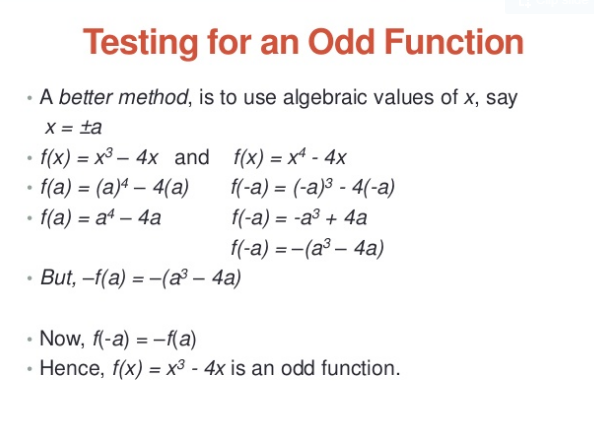 Testing for an Odd Function
• A better method, is to use algebraic values of x, say
x = ±a
• f(x) = x³ – 4x and f(x) = x⁴ - 4x
• f(a) = (a)⁴ – 4(a) f(-a) = (-a)³ - 4(-a)
• f(a) = a⁴ – 4a f(-a) = -a³ + 4a
f(-a) = –(a³ – 4a)
• But, –f(a) = –(a³ – 4a)
• Now, f(-a) = –f(a)
• Hence, f(x) = x³ - 4x is an odd function.